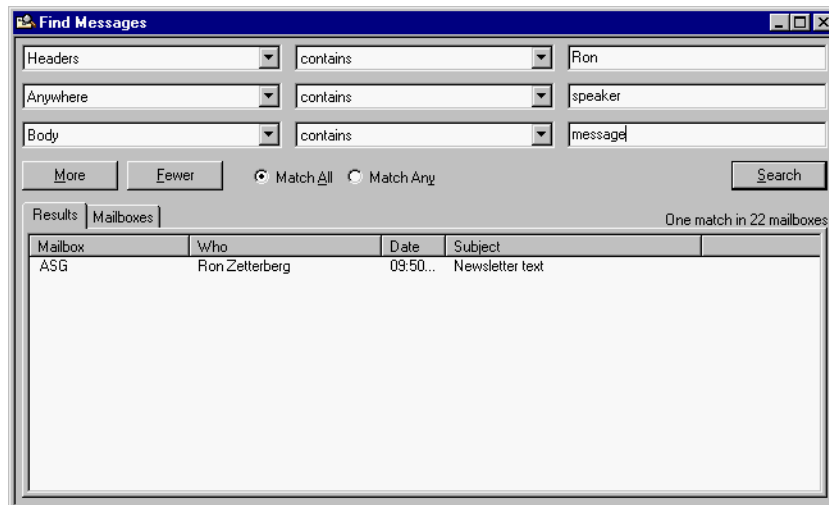 Find Messages
Headers contains Ron
Anywhere contains speaker
Body contains message
More Fewer Match All Match Any Search
Results Mailboxes One match in 22 mailboxes
Mailbox Who Date Subject
ASG Ron Zetterberg 09:50... Newsletter text